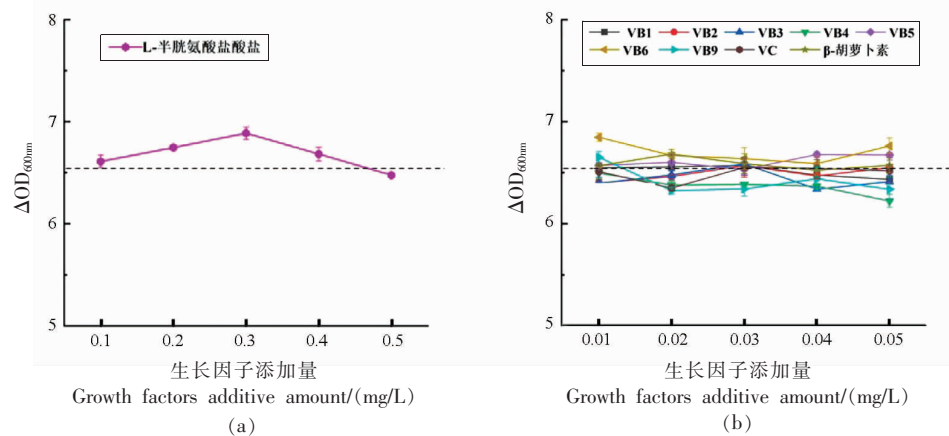 8
7
6
5
ΔOD600nm
L-半胱氨酸盐酸盐
0.1 0.2 0.3 0.4 0.5
生长因子添加量
Growth factors additive amount/(mg/L)
(a)
8
7
6
5
ΔOD600nm
VB1 VB2 VB3 VB4 VB5
VB6 VB9 VC β-胡萝卜素
0.01 0.02 0.03 0.04 0.05
生长因子添加量
Growth factors additive amount/(mg/L)
(b)